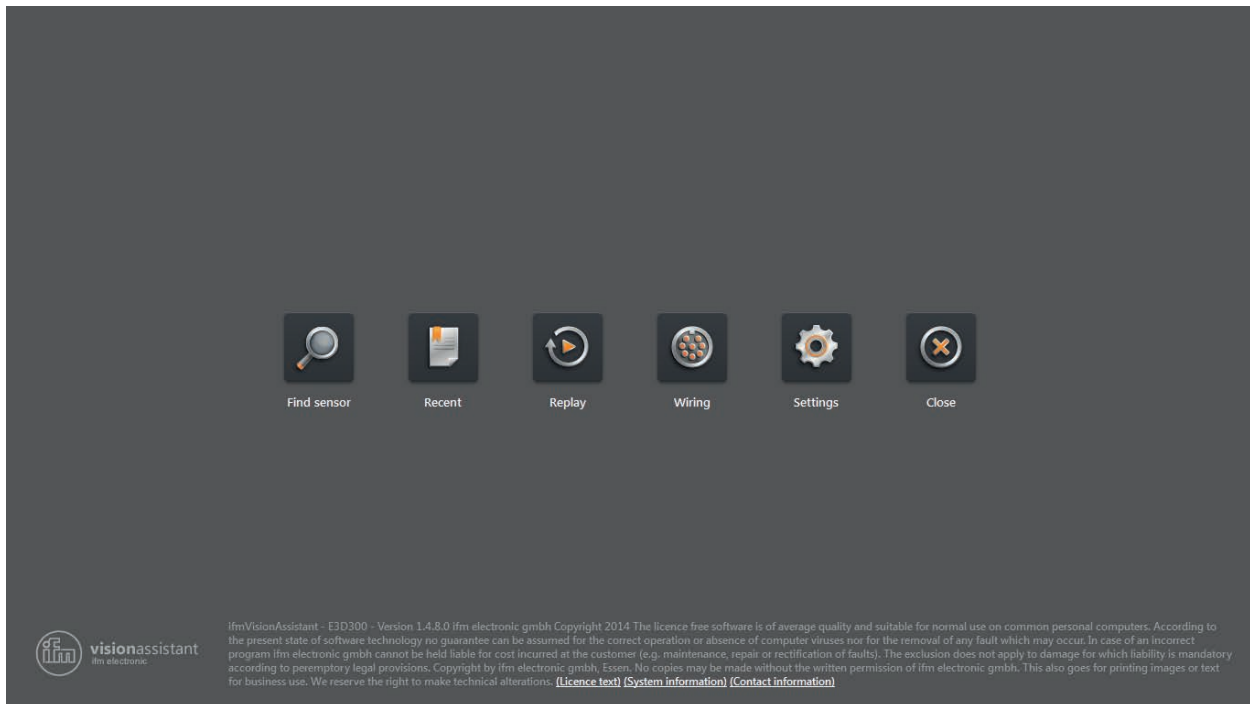 Find sensor
Recent
Replay
Wiring
Settings
Close
ifm
visionassistant
ifm electronic
ifmVisionAssistant - E3D300 - Version 1.4.8.0 ifm electronic gmbh Copyright 2014 The licence free software is of average quality and suitable for normal use on common personal computers. According to
the present state of software technology no guarantee can be assumed for the correct operation or absence of computer viruses nor for the removal of any fault which may occur. In case of an incorrect
program ifm electronic gmbh cannot be held liable for cost incurred at the customer (e.g. maintenance, repair or rectification of faults). The exclusion does not apply to damage for which liability is mandatory
according to peremptory legal provisions. Copyright by ifm electronic gmbh, Essen. No copies may be made without the written permission of ifm electronic gmbh. This also goes for printing images or text
for business use. We reserve the right to make technical alterations. (Licence text) (System information) (Contact information)